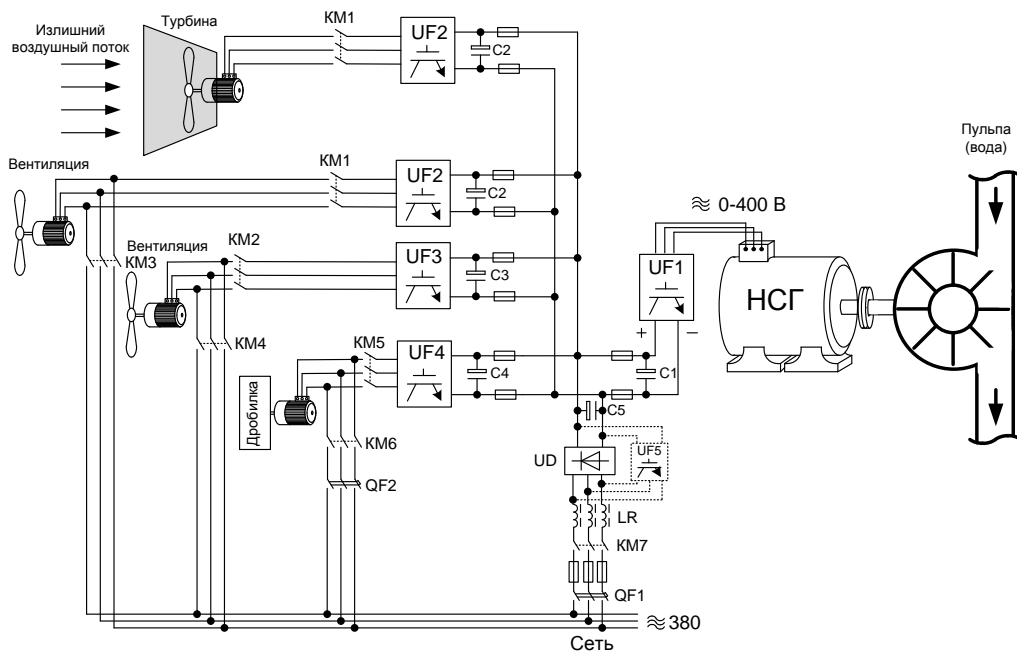 Излишний
воздушный поток
Турбина
КМ1
UF2
C2
Вентиляция
КМ1
UF2
C2
КМ3
Вентиляция
КМ2
UF3
C3
КМ4
КМ5
UF4
C4
Дробилка
КМ6
QF2
UF1
+
−
C1
C5
UD
UF5
LR
КМ7
QF1
≈ 380
Сеть
≈ 0-400 В
НСГ
Пульпа
(вода)